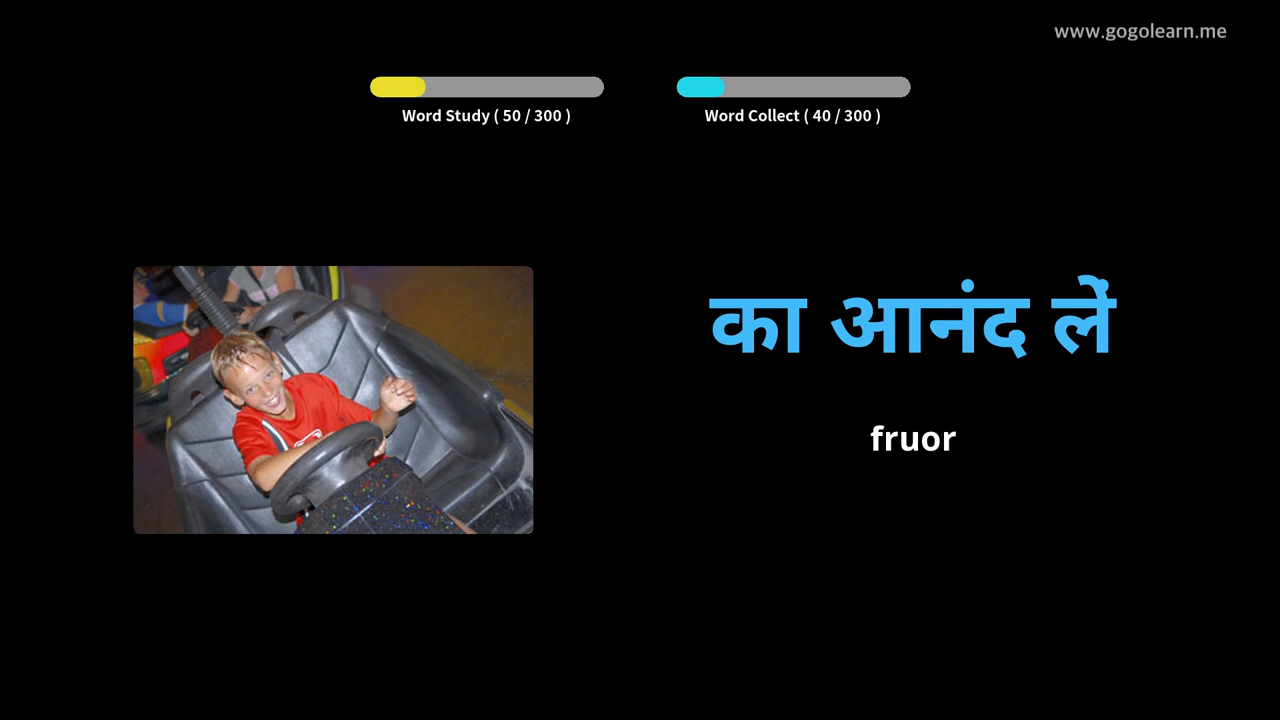 www.gogolearn.me
Word Study ( 50 / 300 )
Word Collect ( 40 / 300 )
का आनंद लें
fruor